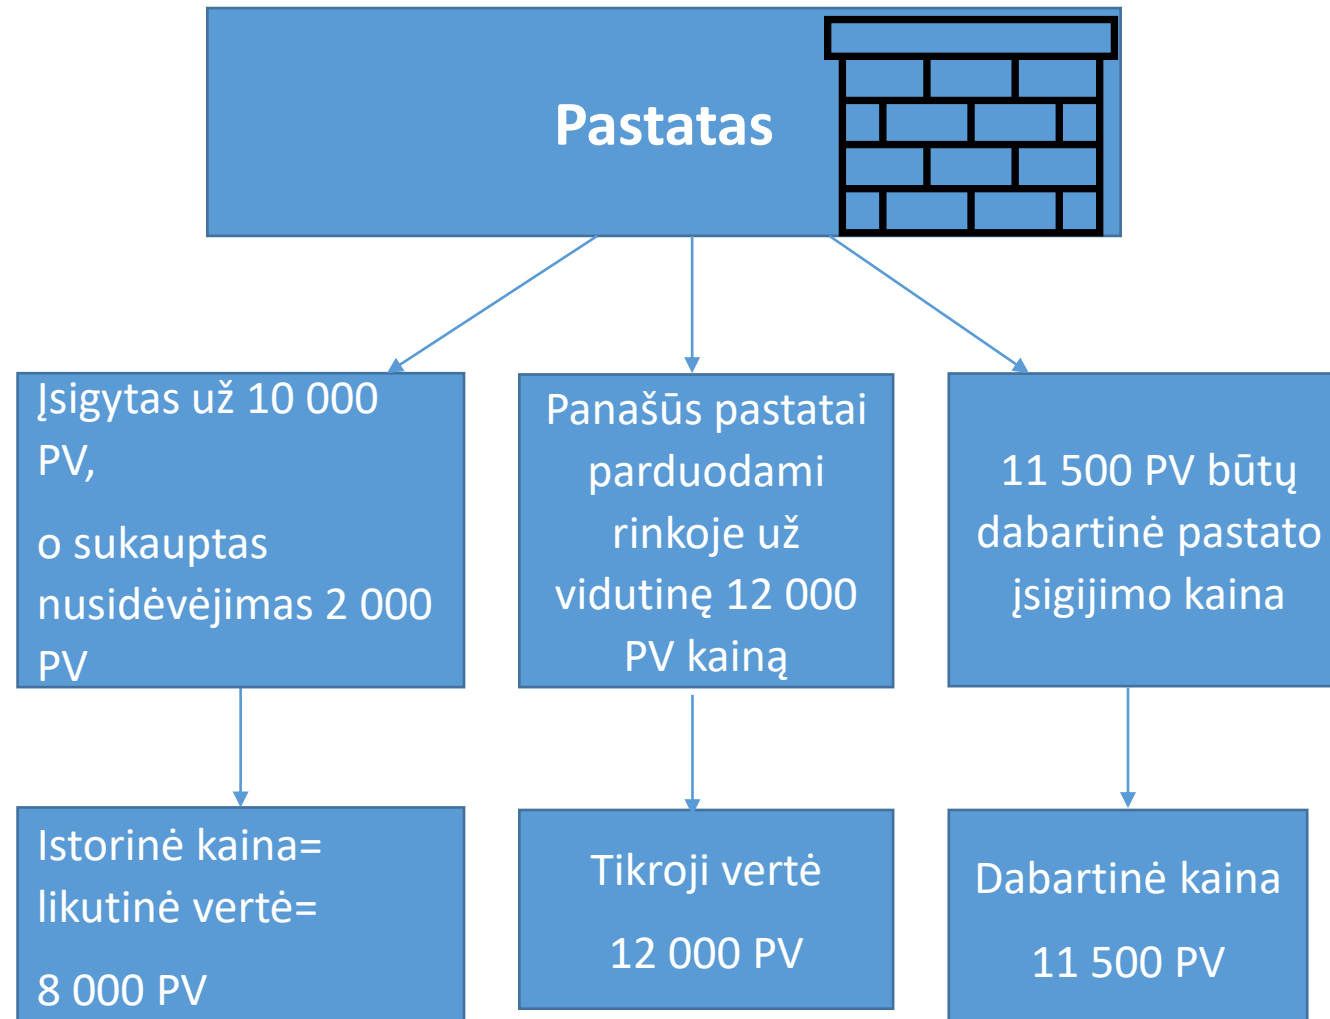 Pastatas
Įsigytas už 10 000
PV,
o sukauptas
nusidėvėjimas 2 000
PV
Panašūs pastatai
parduodami
rinkoje už
vidutinę 12 000
PV kainą
11 500 PV būtų
dabartinė pastato
įsigijimo kaina
Istorinė kaina=
likutinė vertė=
8 000 PV
Tikroji vertė
12 000 PV
Dabartinė kaina
11 500 PV